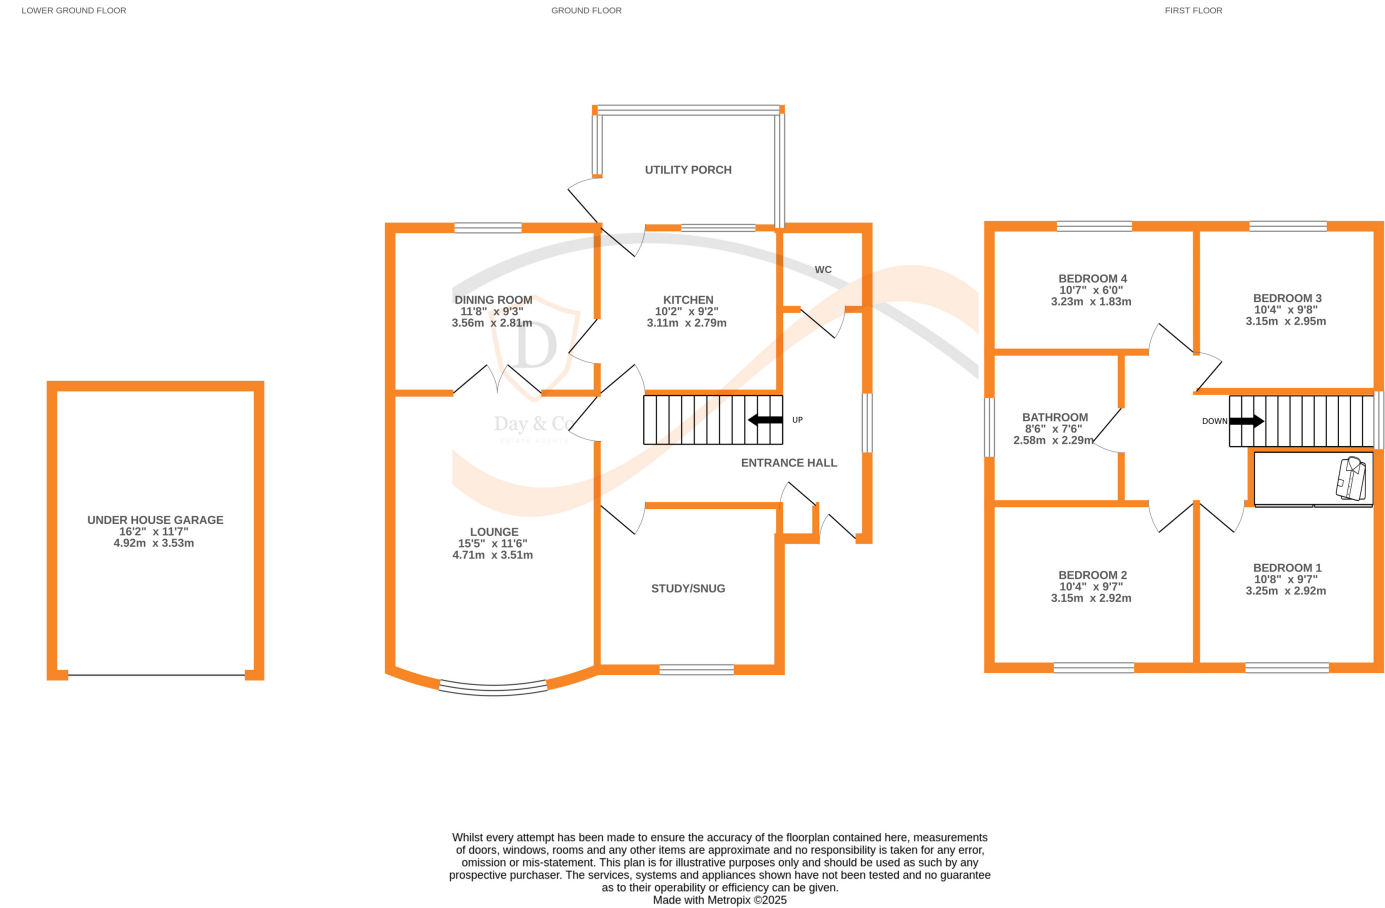 LOWER GROUND FLOOR
GROUND FLOOR
FIRST FLOOR
UNDER HOUSE GARAGE
16'2" x 11'7"
4.92m x 3.53m
UTILITY PORCH
DINING ROOM
11'8" x 9'3"
3.56m x 2.81m
KITCHEN
10'2" x 9'2"
3.11m x 2.79m
WC
D
Day & Co
ESTATE AGENTS
UP
ENTRANCE HALL
LOUNGE
15'5" x 11'6"
4.71m x 3.51m
STUDY/SNUG
BEDROOM 4
10'7" x 6'0"
3.23m x 1.83m
BEDROOM 3
10'4" x 9'8"
3.15m x 2.95m
BATHROOM
8'6" x 7'6"
2.58m x 2.29m
DOWN
BEDROOM 2
10'4" x 9'7"
3.15m x 2.92m
BEDROOM 1
10'8" x 9'7"
3.25m x 2.92m
Whilst every attempt has been made to ensure the accuracy of the floorplan contained here, measurements
of doors, windows, rooms and any other items are approximate and no responsibility is taken for any error,
omission or mis-statement. This plan is for illustrative purposes only and should be used as such by any
prospective purchaser. The services, systems and appliances shown have not been tested and no guarantee
as to their operability or efficiency can be given.
Made with Metropix ©2025